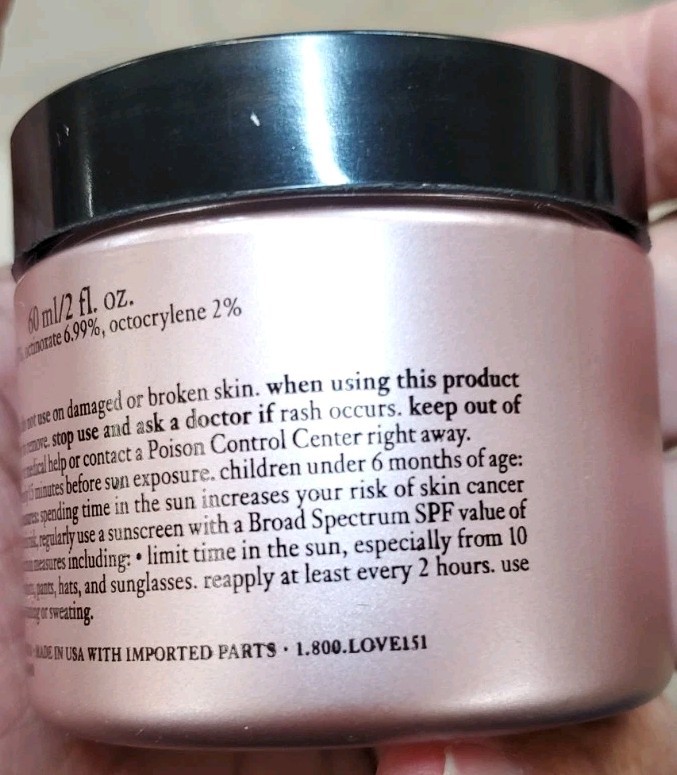 60 ml/2 fl. oz.
octinoxate 6.99%, octocrylene 2%
not use on damaged or broken skin. when using this product
remove. stop use and ask a doctor if rash occurs. keep out of
medical help or contact a Poison Control Center right away.
15 minutes before sun exposure. children under 6 months of age:
spending time in the sun increases your risk of skin cancer
regularly use a sunscreen with a Broad Spectrum SPF value of
measures including: • limit time in the sun, especially from 10
pants, hats, and sunglasses. reapply at least every 2 hours. use
or sweating.
MADE IN USA WITH IMPORTED PARTS · 1.800.LOVE151